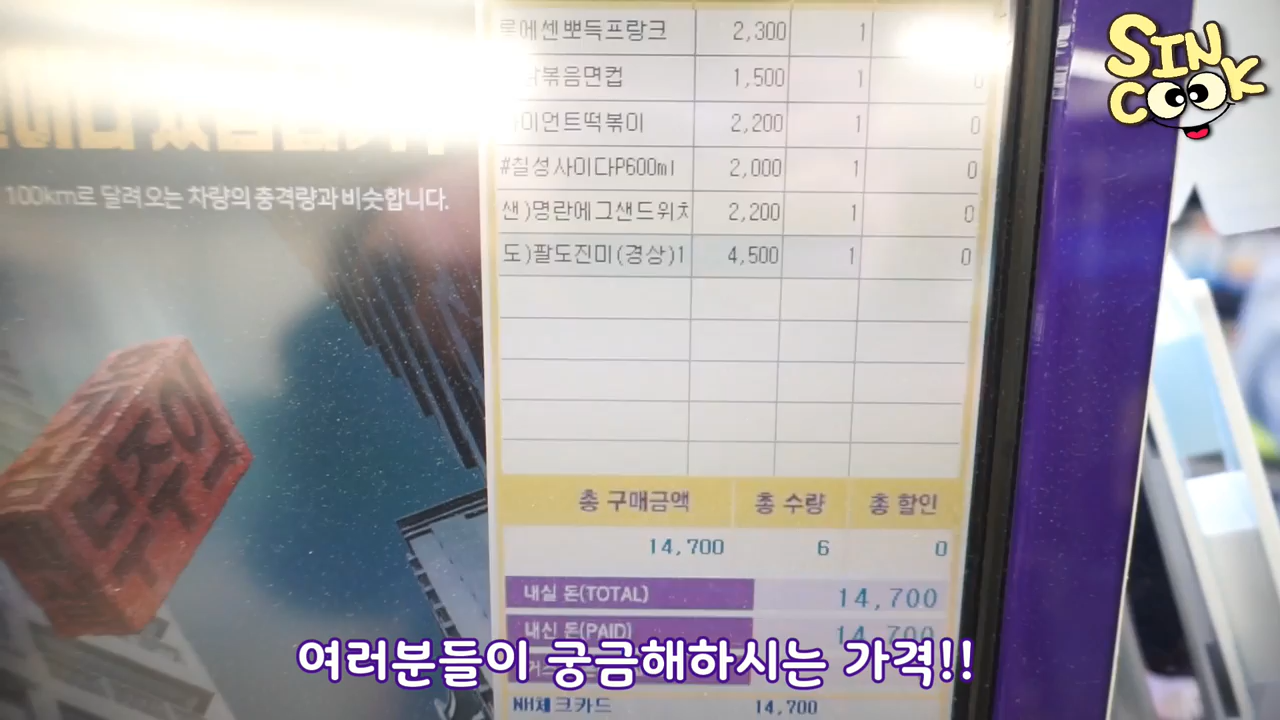 SIN COOK
롯에센뽀득프랑크 2,300 1
볶음면컵 1,500 1 0
이언트떡볶이 2,200 1 0
#칠성사이다P600ml 2,000 1 0
샌)명란에그샌드위치 2,200 1 0
도)팔도진미(경상)1 4,500 1 0
100km로 달려오는 차량의 충격량과 비슷합니다.
총 구매금액 총 수량 총 할인
14,700 6 0
내실 돈(TOTAL) 14,700
내신 돈(PAID) 14,700
여러분들이 궁금해하시는 가격!!
NH체크카드 14,700